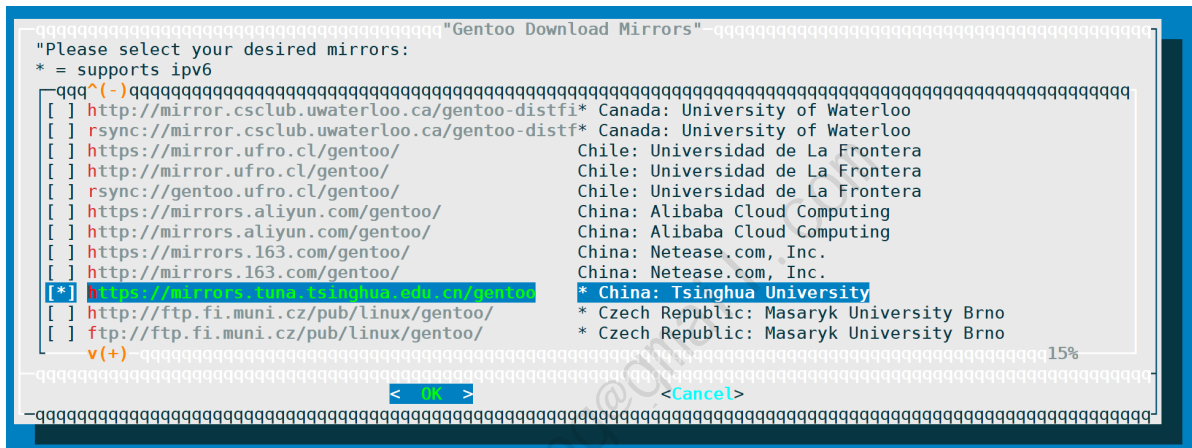 "Gentoo Download Mirrors"
"Please select your desired mirrors:
* = supports ipv6
^(-)
[ ] http://mirror.csclub.uwaterloo.ca/gentoo-distfi* Canada: University of Waterloo
[ ] rsync://mirror.csclub.uwaterloo.ca/gentoo-distf* Canada: University of Waterloo
[ ] https://mirror.ufro.cl/gentoo/ Chile: Universidad de La Frontera
[ ] http://mirror.ufro.cl/gentoo/ Chile: Universidad de La Frontera
[ ] rsync://gentoo.ufro.cl/gentoo/ Chile: Universidad de La Frontera
[ ] https://mirrors.aliyun.com/gentoo/ China: Alibaba Cloud Computing
[ ] http://mirrors.aliyun.com/gentoo/ China: Alibaba Cloud Computing
[ ] https://mirrors.163.com/gentoo/ China: Netease.com, Inc.
[ ] http://mirrors.163.com/gentoo/ China: Netease.com, Inc.
[*] https://mirrors.tuna.tsinghua.edu.cn/gentoo * China: Tsinghua University
[ ] http://ftp.fi.muni.cz/pub/linux/gentoo/ * Czech Republic: Masaryk University Brno
[ ] ftp://ftp.fi.muni.cz/pub/linux/gentoo/ * Czech Republic: Masaryk University Brno
v(+) 15%
< OK > <Cancel>